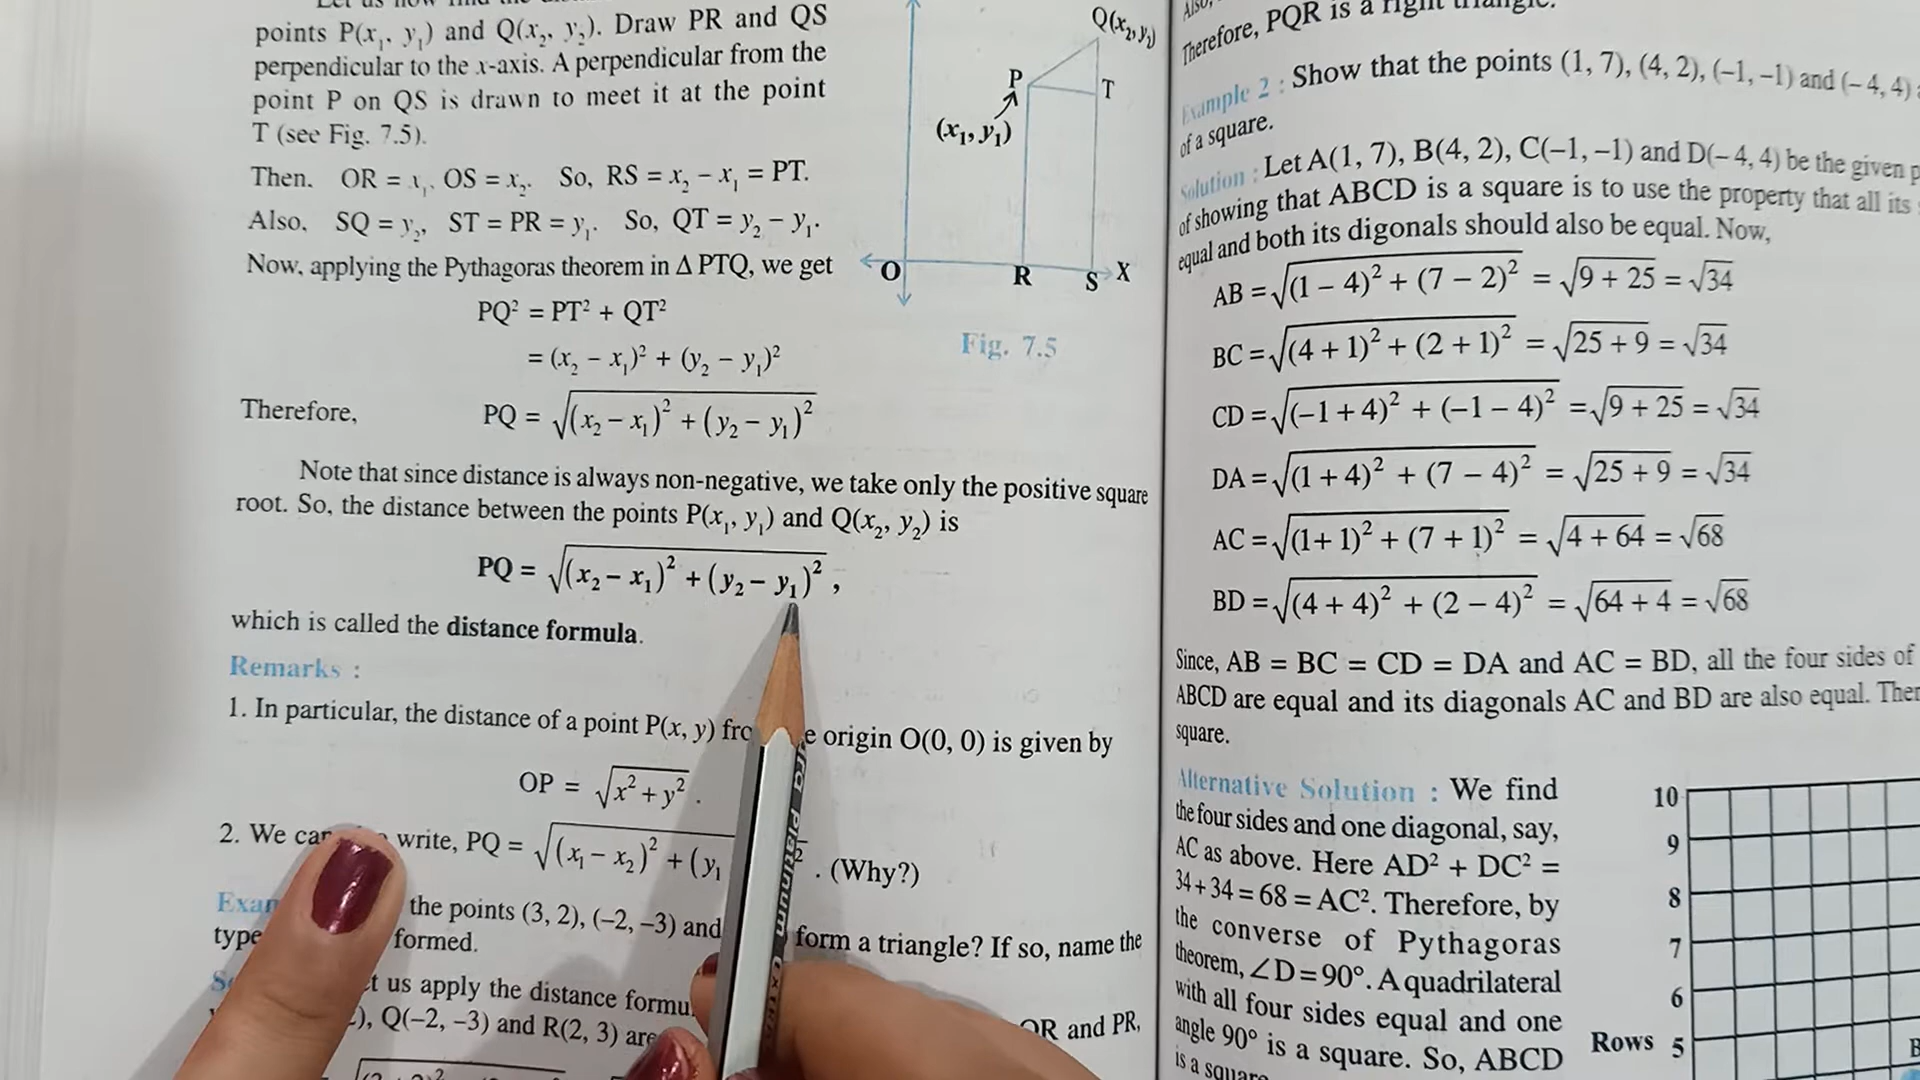 points P(x₁, y₁) and Q(x₂, y₂). Draw PR and QS
perpendicular to the x-axis. A perpendicular from the
point P on QS is drawn to meet it at the point
T (see Fig. 7.5).
Then, OR = x₁, OS = x₂. So, RS = x₂ – x₁ = PT.
Also, SQ = y₂, ST = PR = y₁. So, QT = y₂ – y₁.
Now, applying the Pythagoras theorem in Δ PTQ, we get
PQ² = PT² + QT²
= (x₂ – x₁)² + (y₂ – y₁)²
Therefore, PQ = √((x₂ – x₁)² + (y₂ – y₁)²)
Q(x₂, y₂)
P
T
(x₁, y₁)
O
R
S
X
Fig. 7.5
Note that since distance is always non-negative, we take only the positive square
root. So, the distance between the points P(x₁, y₁) and Q(x₂, y₂) is
PQ = √((x₂ – x₁)² + (y₂ – y₁)²) ,
which is called the distance formula.
Remarks :
1. In particular, the distance of a point P(x, y) origin O(0, 0) is given by
OP = √(x² + y²) .
2. We write, PQ = √((x₁ – x₂)² + (y₁ ² . (Why?)
the points (3, 2), (–2, –3) and form a triangle? If so, name the
type formed.
us apply the distance
Q(–2, –3) and R(2, 3) are QR and PR,
Also,
Therefore, PQR is a right triangle.
Example 2 : Show that the points (1, 7), (4, 2), (–1, –1) and (– 4, 4)
of a square.
Solution : Let A(1, 7), B(4, 2), C(–1, –1) and D(– 4, 4) be the given
of showing that ABCD is a square is to use the property that all its
equal and both its digonals should also be equal. Now,
AB = √((1 – 4)² + (7 – 2)²) = √(9 + 25) = √34
BC = √((4 + 1)² + (2 + 1)²) = √(25 + 9) = √34
CD = √((–1 + 4)² + (–1 – 4)²) = √(9 + 25) = √34
DA = √((1 + 4)² + (7 – 4)²) = √(25 + 9) = √34
AC = √((1 + 1)² + (7 + 1)²) = √(4 + 64) = √68
BD = √((4 + 4)² + (2 – 4)²) = √(64 + 4) = √68
Since, AB = BC = CD = DA and AC = BD, all the four sides of
ABCD are equal and its diagonals AC and BD are also equal.
square.
Alternative Solution : We find
the four sides and one diagonal, say,
AC as above. Here AD² + DC² =
34 + 34 = 68 = AC². Therefore, by
the converse of Pythagoras
theorem, ∠D = 90°. A quadrilateral
with all four sides equal and one
angle 90° is a square. So, ABCD
is a square
10
9
8
7
6
Rows 5